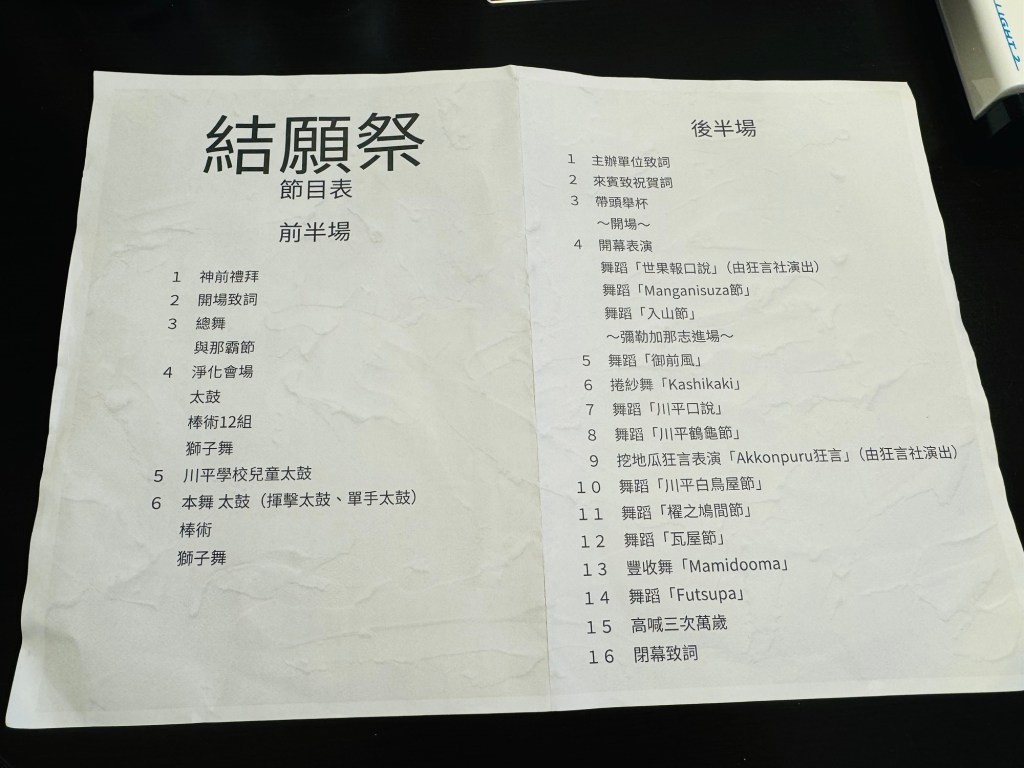 結願祭
節目表
前半場
1 神前禮拜
2 開場致詞
3 總舞
與那霸節
4 淨化會場
太鼓
棒術12組
獅子舞
5 川平學校兒童太鼓
6 本舞 太鼓（揮擊太鼓、單手太鼓）
棒術
獅子舞
後半場
1 主辦單位致詞
2 來賓致祝賀詞
3 帶頭舉杯
～開場～
4 開幕表演
舞蹈「世果報口說」（由狂言社演出）
舞蹈「Manganisuza節」
舞蹈「入山節」
～彌勒加那志進場～
5 舞蹈「御前風」
6 捲紗舞「Kashikaki」
7 舞蹈「川平口說」
8 舞蹈「川平鶴龜節」
9 挖地瓜狂言表演「Akkonpuru狂言」（由狂言社演出）
10 舞蹈「川平白鳥屋節」
11 舞蹈「櫂之鳩間節」
12 舞蹈「瓦屋節」
13 豐收舞「Mamidooma」
14 舞蹈「Futsupa」
15 高喊三次萬歲
16 閉幕致詞
LIGHT 2